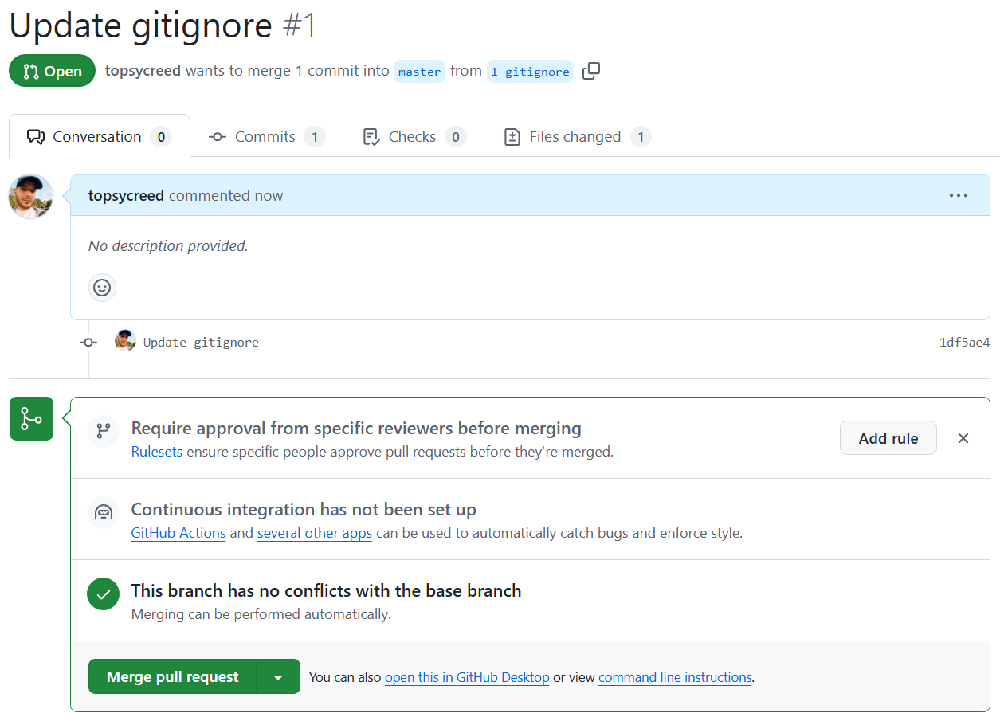 Update gitignore #1
Open topsycreed wants to merge 1 commit into master from 1-gitignore
Conversation 0 Commits 1 Checks 0 Files changed 1
topsycreed commented now
No description provided.
Update gitignore 1df5ae4
Require approval from specific reviewers before merging
Rulesets ensure specific people approve pull requests before they're merged.
Add rule
Continuous integration has not been set up
GitHub Actions and several other apps can be used to automatically catch bugs and enforce style.
This branch has no conflicts with the base branch
Merging can be performed automatically.
Merge pull request You can also open this in GitHub Desktop or view command line instructions.